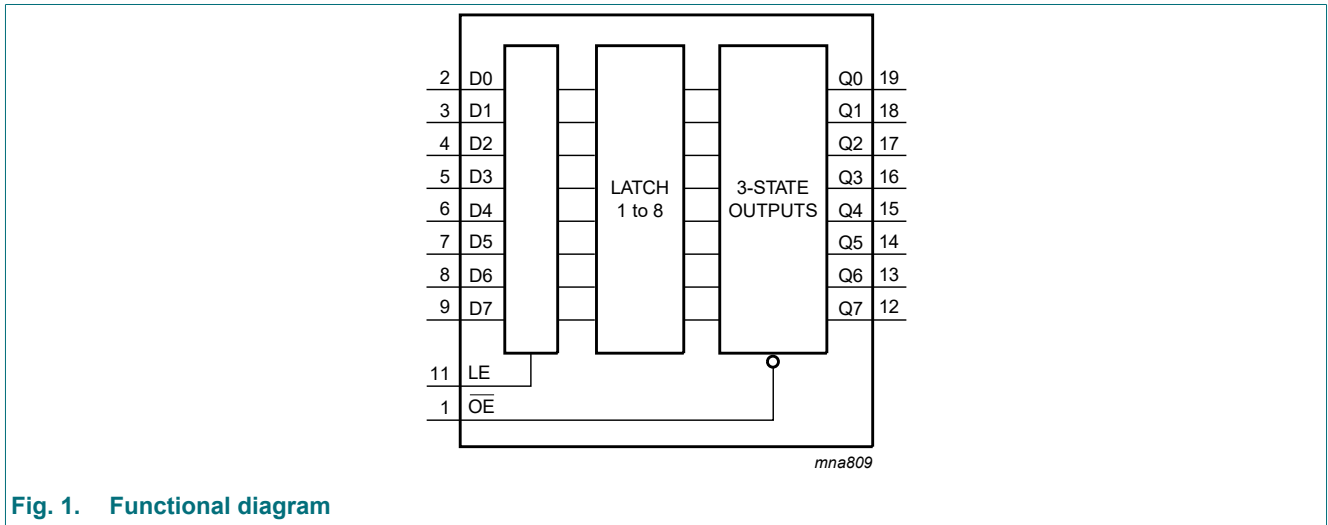 2 D0 Q0 19
3 D1 Q1 18
4 D2 Q2 17
5 D3 Q3 16
LATCH 3-STATE
1 to 8 OUTPUTS
6 D4 Q4 15
7 D5 Q5 14
8 D6 Q6 13
9 D7 Q7 12
11 LE
1 O̅E̅
mna809
Fig. 1. Functional diagram